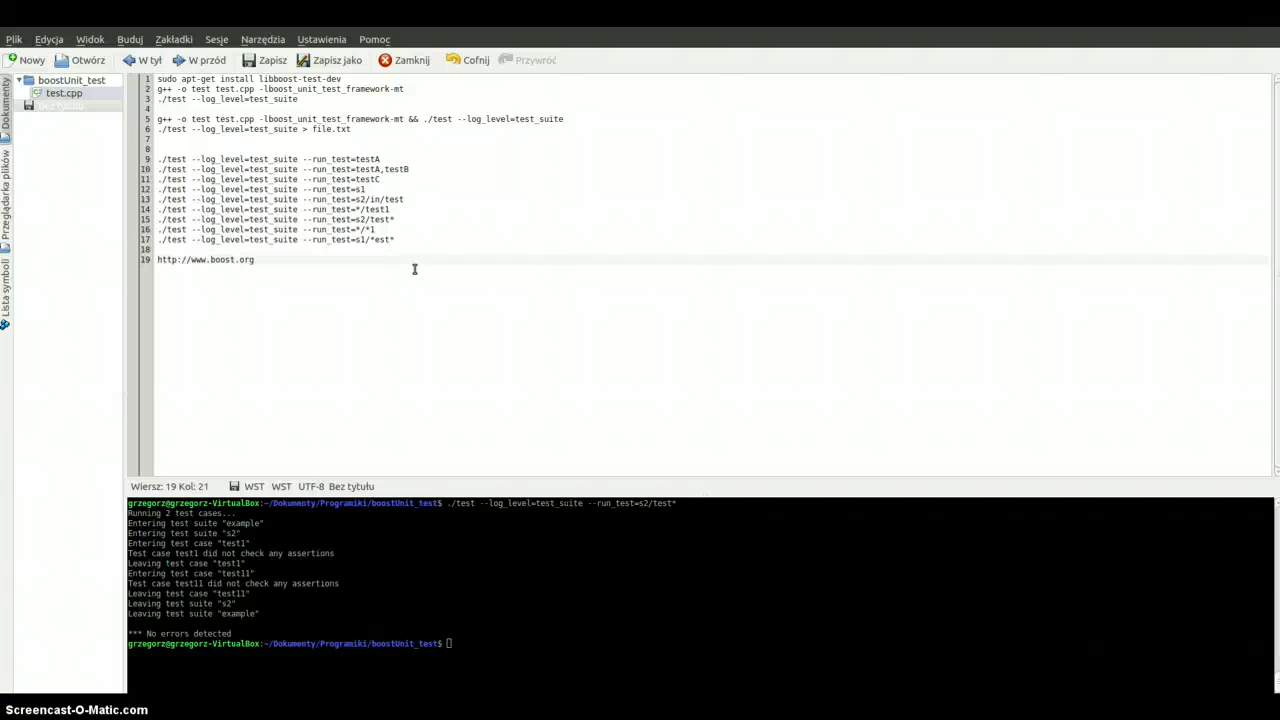 Plik Edycja Widok Buduj Zakładki Sesje Narzędzia Ustawienia Pomoc
Nowy Otwórz W tył W przód Zapisz Zapisz jako Zamknij Cofnij Przywróć
Dokumenty
Przeglądarka plików
Lista symboli
boostUnit_test
test.cpp
Bez tytułu
1 sudo apt-get install libboost-test-dev
2 g++ -o test test.cpp -lboost_unit_test_framework-mt
3 ./test --log_level=test_suite
4
5 g++ -o test test.cpp -lboost_unit_test_framework-mt && ./test --log_level=test_suite
6 ./test --log_level=test_suite > file.txt
7
8
9 ./test --log_level=test_suite --run_test=testA
10 ./test --log_level=test_suite --run_test=testA,testB
11 ./test --log_level=test_suite --run_test=testC
12 ./test --log_level=test_suite --run_test=s1
13 ./test --log_level=test_suite --run_test=s2/in/test
14 ./test --log_level=test_suite --run_test=*/test1
15 ./test --log_level=test_suite --run_test=s2/test*
16 ./test --log_level=test_suite --run_test=*/*1
17 ./test --log_level=test_suite --run_test=s1/*est*
18
19 http://www.boost.org
Wiersz: 19 Kol: 21 WST WST UTF-8 Bez tytułu
grzegorz@grzegorz-VirtualBox:~/Dokumenty/Programiki/boostUnit_test$ ./test --log_level=test_suite --run_test=s2/test*
Running 2 test cases...
Entering test suite "example"
Entering test suite "s2"
Entering test case "test1"
Test case test1 did not check any assertions
Leaving test case "test1"
Entering test case "test11"
Test case test11 did not check any assertions
Leaving test case "test11"
Leaving test suite "s2"
Leaving test suite "example"
*** No errors detected
grzegorz@grzegorz-VirtualBox:~/Dokumenty/Programiki/boostUnit_test$
Screencast-O-Matic.com